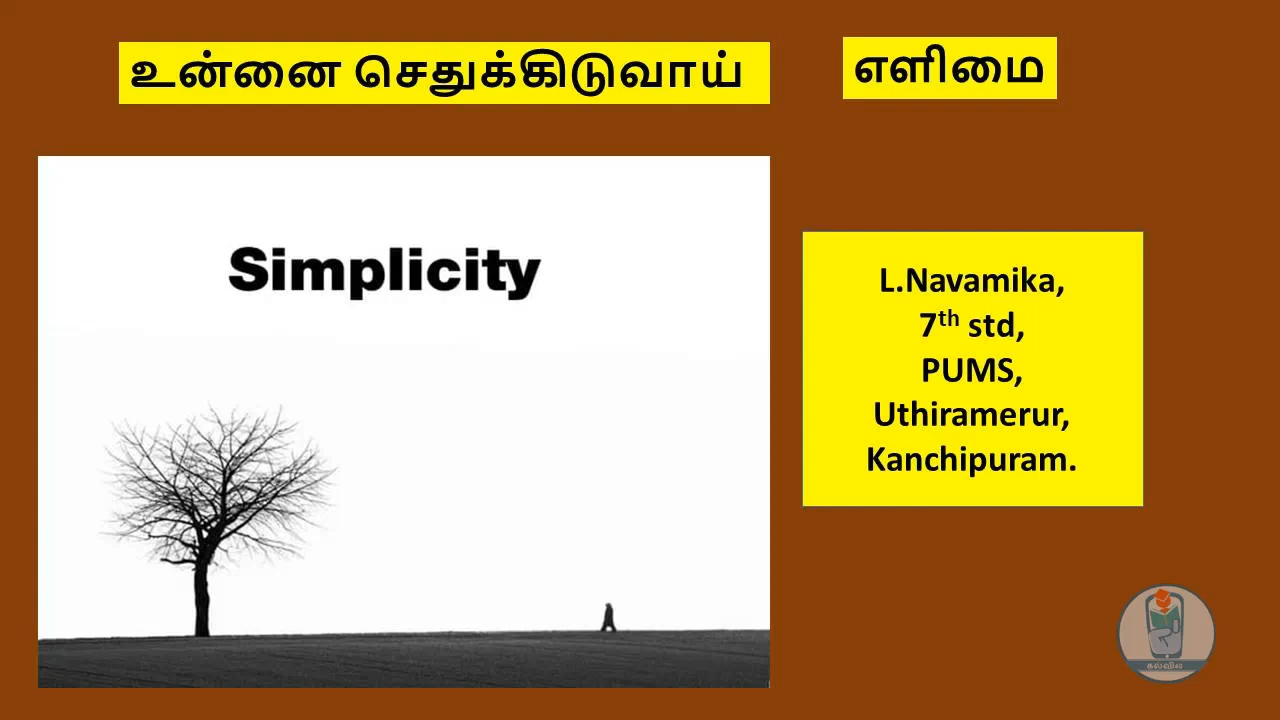 உன்னை செதுக்கிடுவாய்
எளிமை
Simplicity
L.Navamika,
7th std,
PUMS,
Uthiramerur,
Kanchipuram.